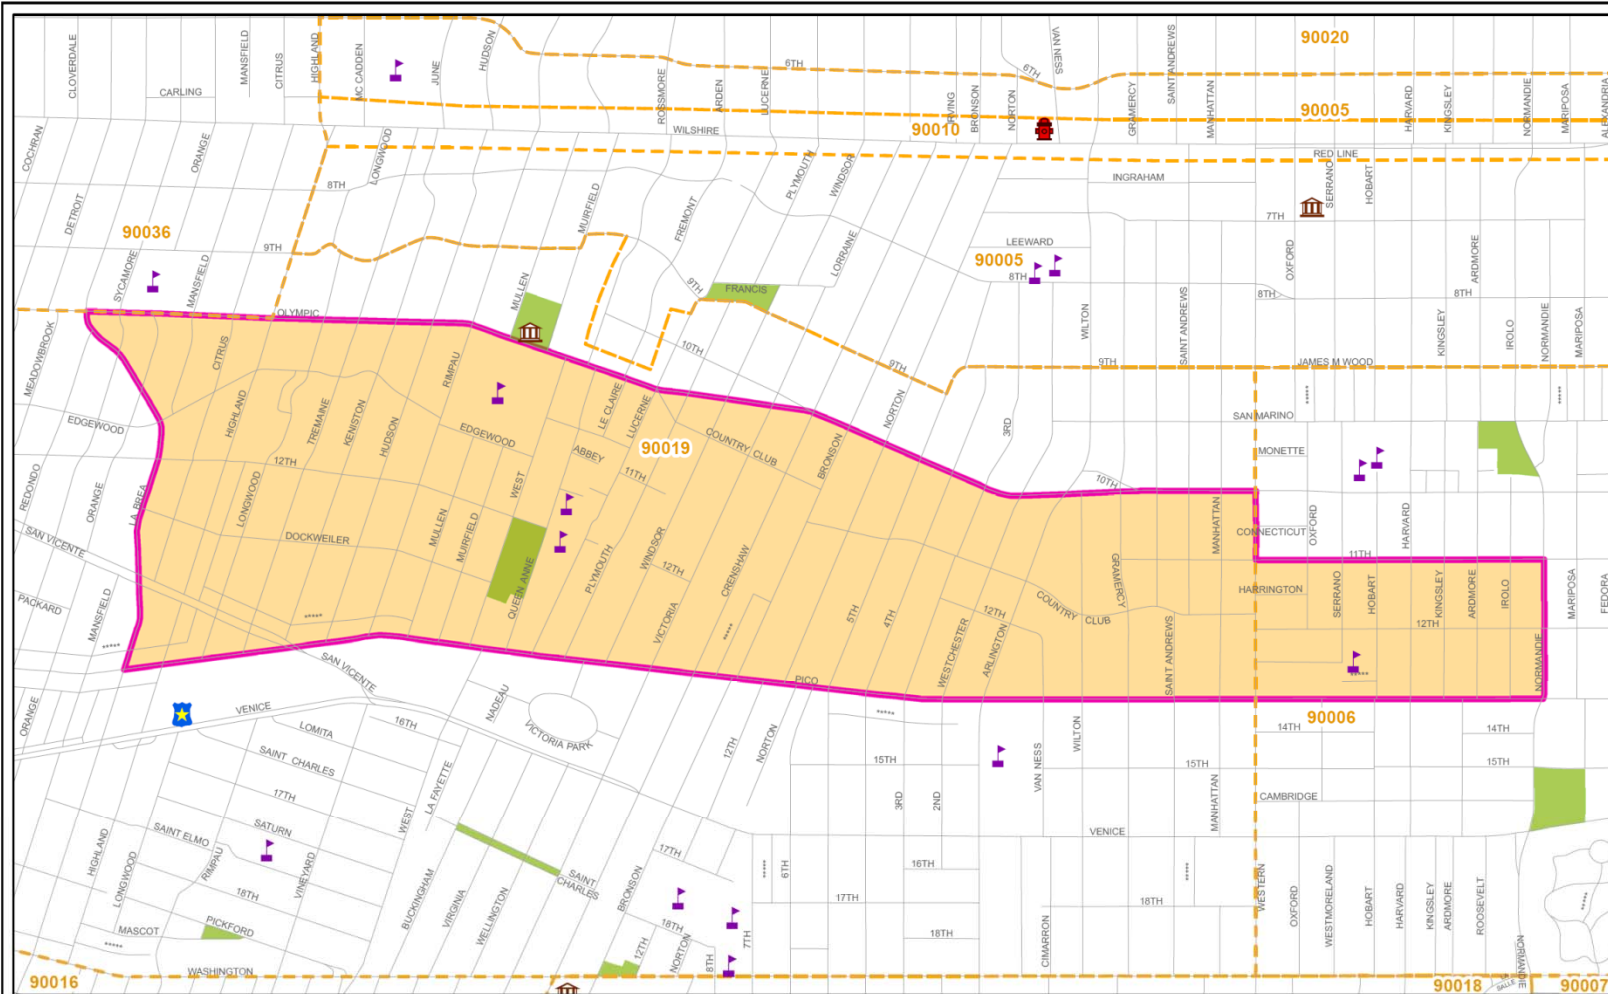 CLOVERDALE
MANSFIELD
CITRUS
HIGHLAND
MC CADDEN
JUNE
HUDSON
6TH
6TH
VAN NESS
SAINT ANDREWS
90020
CARLING
ROSSMORE
ARDEN
LUCERNE
IRVING
BRONSON
NORTON
GRAMERCY
MANHATTAN
90005
HARVARD
KINGSLEY
NORMANDIE
MARIPOSA
ALEXANDRIA
COCHRAN
ORANGE
LONGWOOD
WILSHIRE
90010
RED LINE
8TH
MUIRFIELD
FREMONT
PLYMOUTH
WINDSOR
INGRAHAM
SERRANO
HOBART
DETROIT
90036
9TH
7TH
LEEWARD
90005
8TH
OXFORD
ARDMORE
SYCAMORE
MANSFIELD
MULLEN
9TH
FRANCIS
LORRAINE
8TH
8TH
OLYMPIC
MEADOWBROOK
CITRUS
RIMPAU
10TH
9TH
WILTON
SAINT ANDREWS
9TH
JAMES M WOOD
KINGSLEY
IROLO
NORMANDIE
MARIPOSA
EDGEWOOD
HIGHLAND
TREMAINE
KENISTON
HUDSON
EDGEWOOD
LE CLAIRE
LUCERNE
90019
COUNTRY CLUB
BRONSON
NORTON
3RD
SAN MARINO
MONETTE
ABBEY
11TH
12TH
REDONDO
ORANGE
LA BREA
LONGWOOD
WEST
10TH
MANHATTAN
CONNECTICUT
OXFORD
HARVARD
11TH
SAN VICENTE
DOCKWEILER
MULLEN
MUIRFIELD
QUEEN ANNE
PLYMOUTH
WINDSOR
12TH
CRENSHAW
GRAMERCY
HARRINGTON
SERRANO
HOBART
KINGSLEY
ARDMORE
IROLO
MARIPOSA
FEDORA
PACKARD
MANSFIELD
*****
*****
VICTORIA
*****
5TH
4TH
WESTCHESTER
12TH
ARLINGTON
COUNTRY CLUB
SAINT ANDREWS
12TH
NORMANDIE
*****
SAN VICENTE
PICO
ORANGE
VENICE
NADEAU
VICTORIA PARK
16TH
LOMITA
SAINT CHARLES
LA FAYETTE
12TH
NORTON
*****
90006
14TH
14TH
15TH
VAN NESS
WILTON
15TH
15TH
17TH
WEST
3RD
2ND
MANHATTAN
CAMBRIDGE
SATURN
SAINT ELMO
VENICE
HIGHLAND
LONGWOOD
RIMPAU
VINEYARD
18TH
BUCKINGHAM
VIRGINIA
WELLINGTON
SAINT
CHARLES
BRONSON
17TH
*****
6TH
16TH
17TH
*****
18TH
WESTERN
OXFORD
WESTMORELAND
HOBART
HARVARD
KINGSLEY
ARDMORE
ROOSEVELT
*****
PICKFORD
MASCOT
*****
18TH
12TH
NORTON
8TH
7TH
18TH
CIMARRON
NORMANDIE
WASHINGTON
90016
90018
SALLE
90007